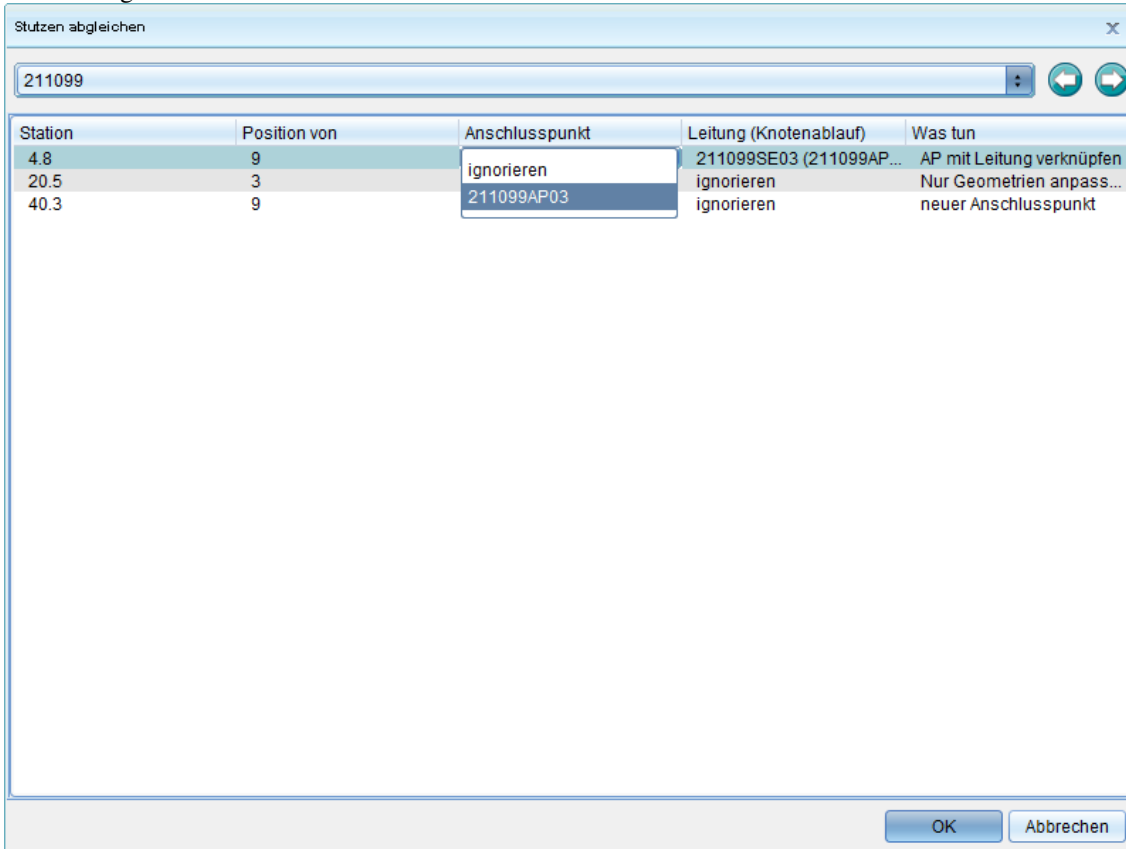 Stutzen abgleichen
211099
Station Position von Anschlusspunkt Leitung (Knotenablauf) Was tun
4.8 9 ignorieren 211099SE03 (211099AP... AP mit Leitung verknüpfen
20.5 3 211099AP03 ignorieren Nur Geometrien anpass...
40.3 9 ignorieren neuer Anschlusspunkt
OK Abbrechen